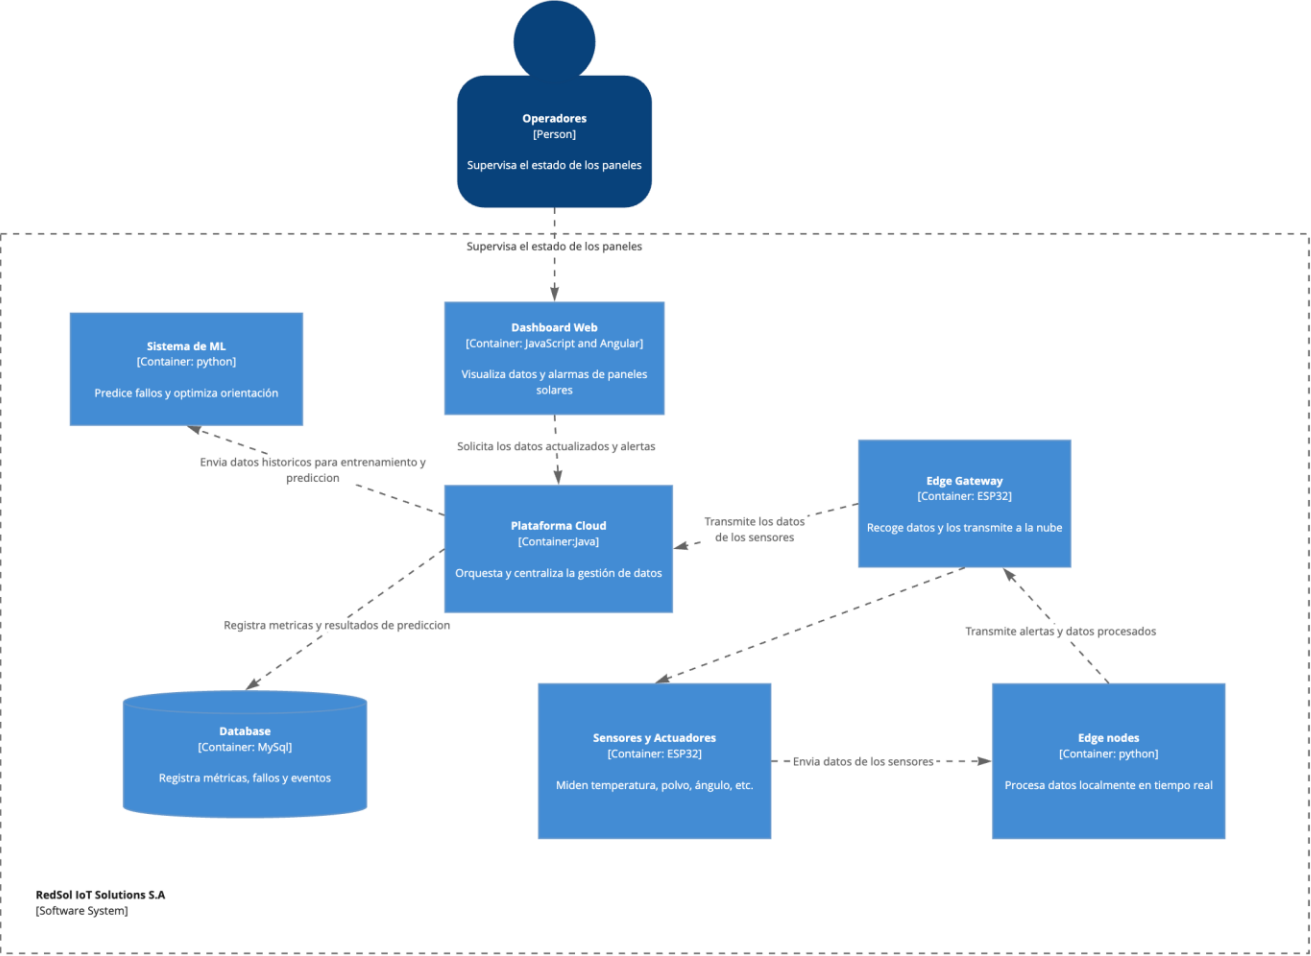 Operadores
[Person]
Supervisa el estado de los paneles
Supervisa el estado de los paneles
Sistema de ML
[Container: python]
Predice fallos y optimiza orientación
Dashboard Web
[Container: JavaScript and Angular]
Visualiza datos y alarmas de paneles
solares
Solicita los datos actualizados y alertas
Envia datos historicos para entrenamiento y
prediccion
Edge Gateway
[Container: ESP32]
Recoge datos y los transmite a la nube
Transmite los datos
de los sensores
Plataforma Cloud
[Container:Java]
Orquesta y centraliza la gestión de datos
Registra metricas y resultados de prediccion
Transmite alertas y datos procesados
Database
[Container: MySql]
Registra métricas, fallos y eventos
Sensores y Actuadores
[Container: ESP32]
Miden temperatura, polvo, ángulo, etc.
Envia datos de los sensores
Edge nodes
[Container: python]
Procesa datos localmente en tiempo real
RedSol IoT Solutions S.A
[Software System]